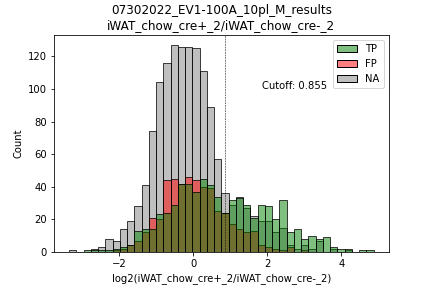 07302022_EV1-100A_10pl_M_results
iWAT_chow_cre+_2/iWAT_chow_cre-_2
TP
FP
NA
Cutoff: 0.855
Count
120
100
80
60
40
20
0
−2
0
2
4
log2(iWAT_chow_cre+_2/iWAT_chow_cre-_2)